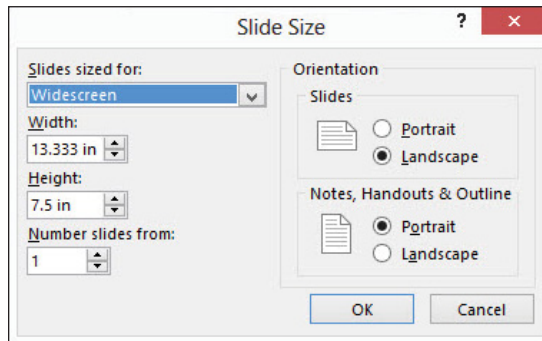 Slide Size
?
Slides sized for:
Widescreen
Width:
13.333 in
Height:
7.5 in
Number slides from:
1
Orientation
Slides
Portrait
Landscape
Notes, Handouts & Outline
Portrait
Landscape
OK
Cancel